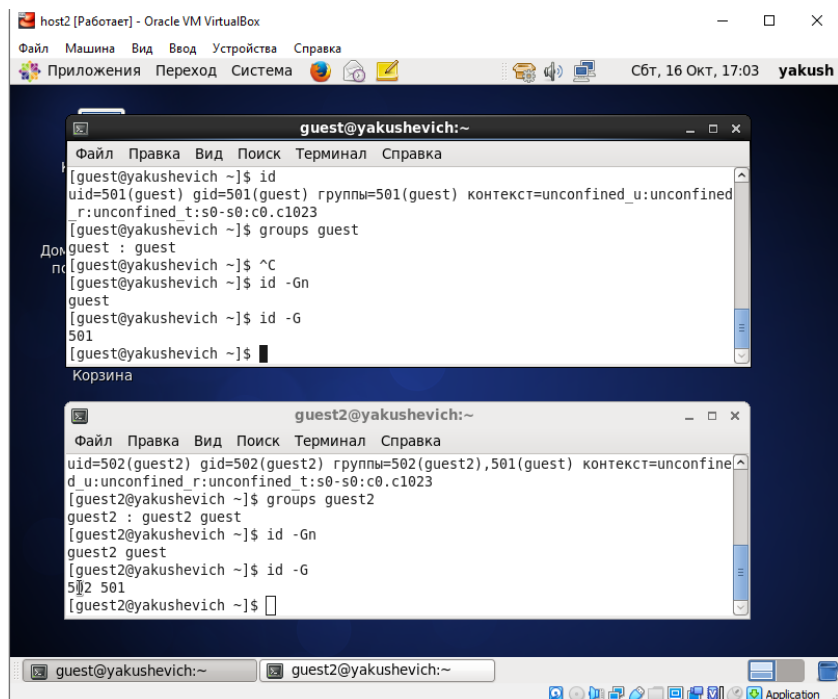 host2 [Работает] - Oracle VM VirtualBox
Файл Машина Вид Ввод Устройства Справка
Приложения Переход Система Сбт, 16 Окт, 17:03 yakush
guest@yakushevich:~
Файл Правка Вид Поиск Терминал Справка
[guest@yakushevich ~]$ id
uid=501(guest) gid=501(guest) группы=501(guest) контекст=unconfined_u:unconfined
_r:unconfined_t:s0-s0:c0.c1023
[guest@yakushevich ~]$ groups guest
guest : guest
[guest@yakushevich ~]$ ^C
[guest@yakushevich ~]$ id -Gn
guest
[guest@yakushevich ~]$ id -G
501
[guest@yakushevich ~]$
Корзина
guest2@yakushevich:~
Файл Правка Вид Поиск Терминал Справка
uid=502(guest2) gid=502(guest2) группы=502(guest2),501(guest) контекст=unconfine
d_u:unconfined_r:unconfined_t:s0-s0:c0.c1023
[guest2@yakushevich ~]$ groups guest2
guest2 : guest2 guest
[guest2@yakushevich ~]$ id -Gn
guest2 guest
[guest2@yakushevich ~]$ id -G
502 501
[guest2@yakushevich ~]$
guest@yakushevich:~ guest2@yakushevich:~
Application